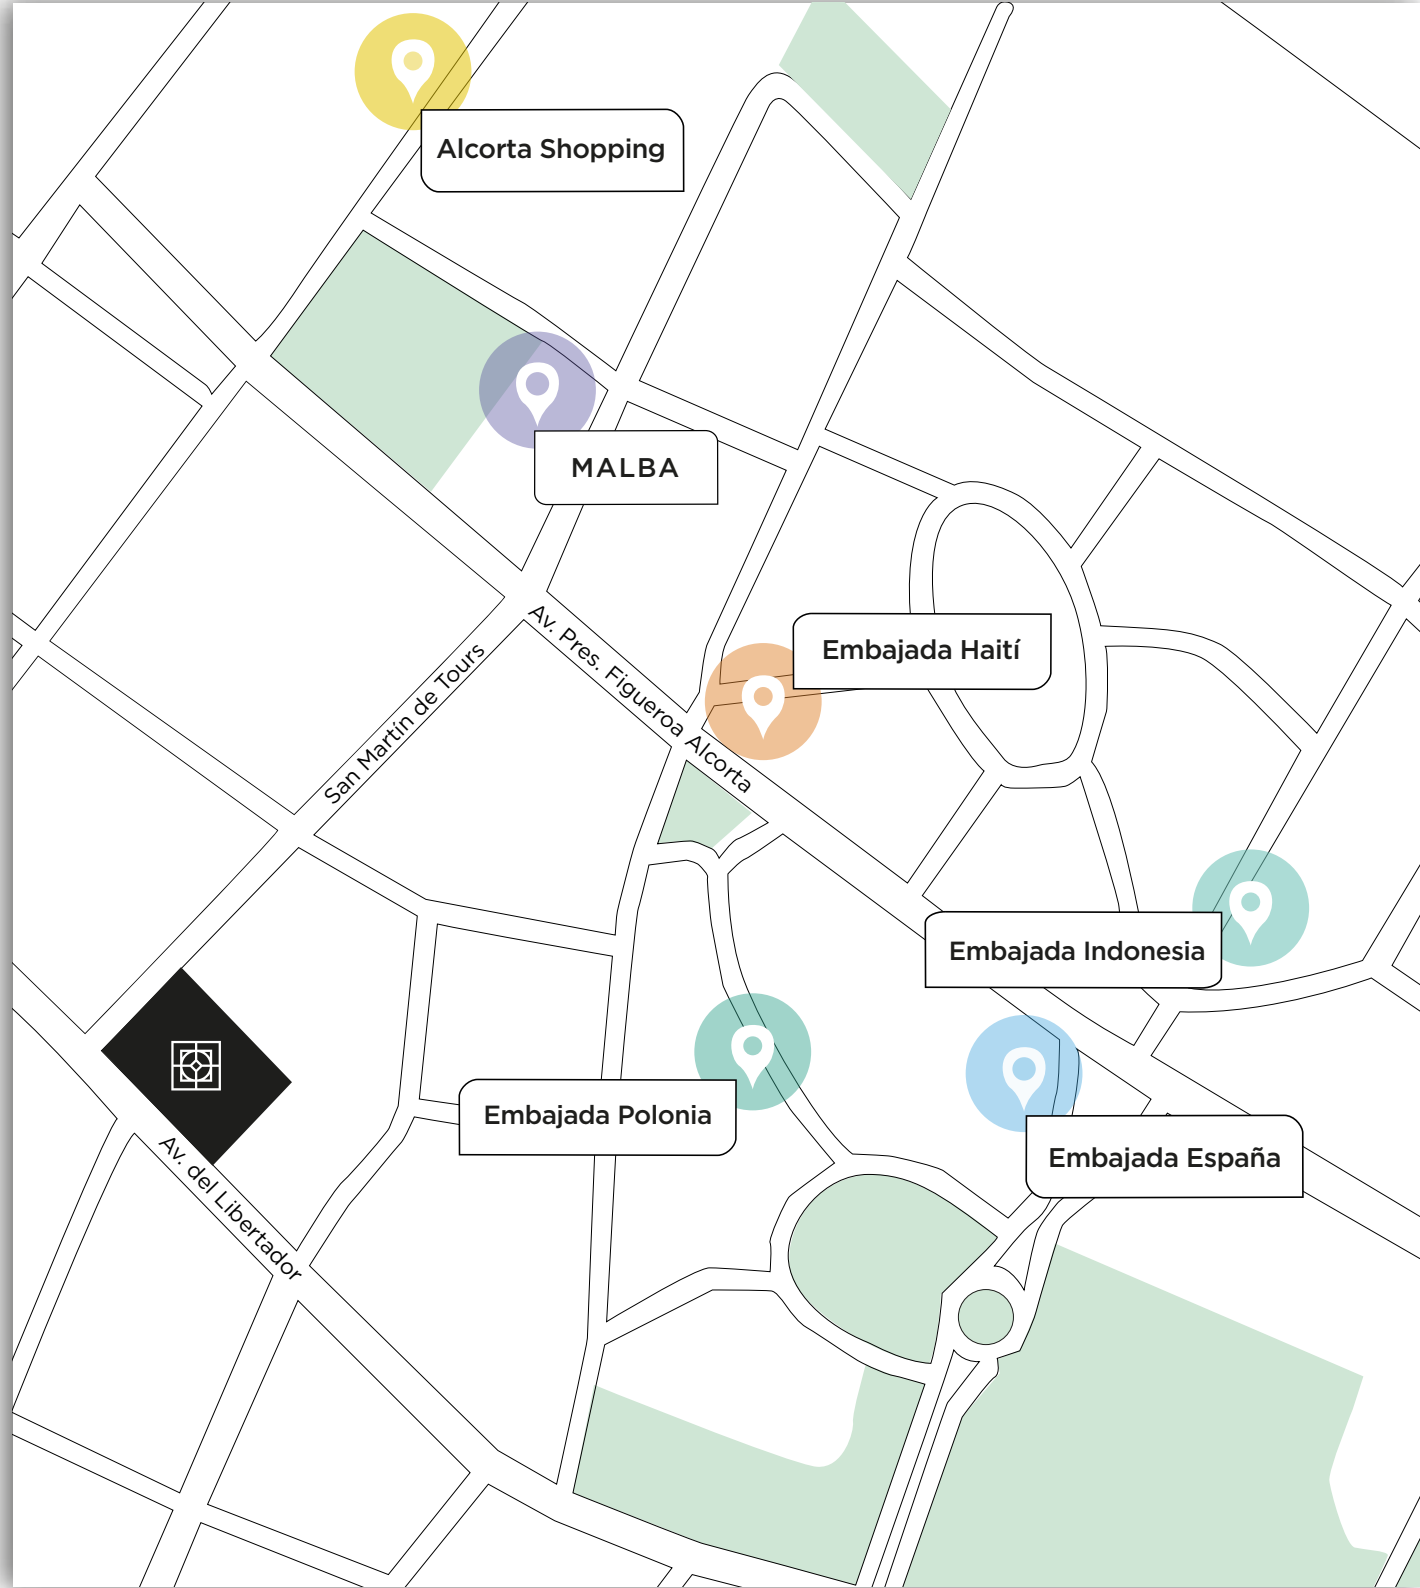 Alcorta Shopping
MALBA
Av. Pres. Figueroa Alcorta
Embajada Haití
San Martín de Tours
Embajada Indonesia
Embajada Polonia
Embajada España
Av. del Libertador